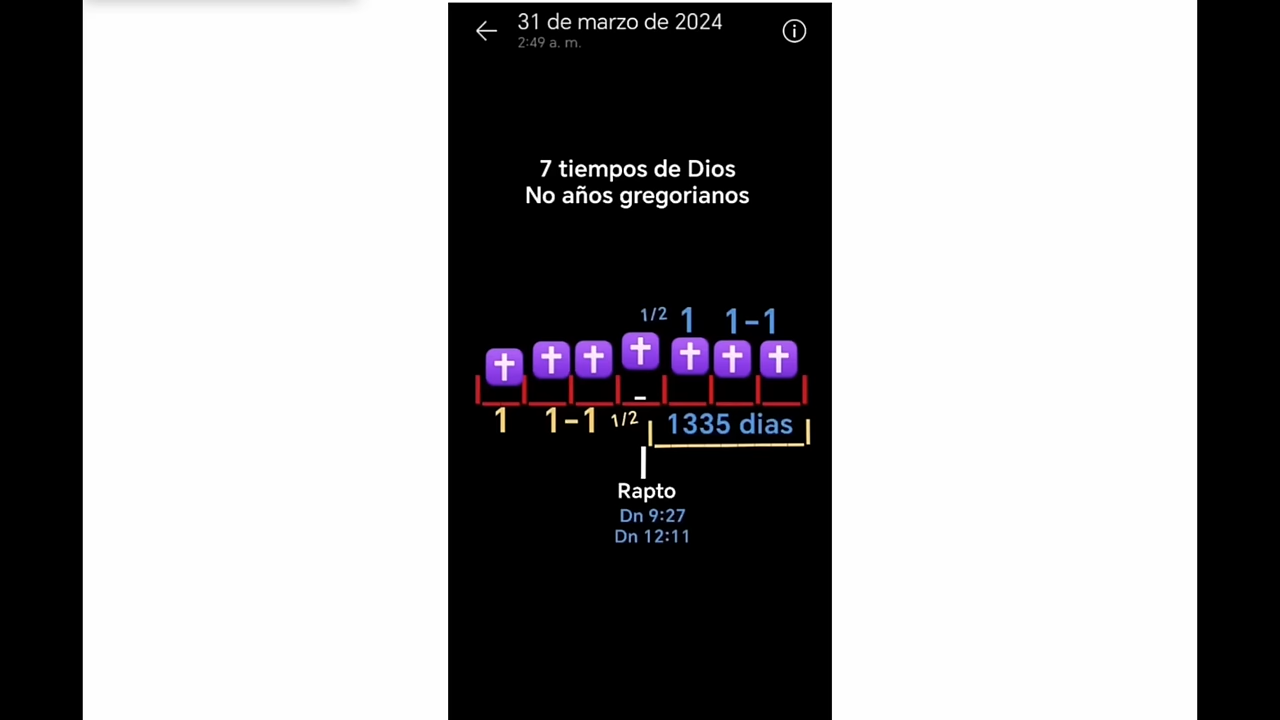 31 de marzo de 2024
2:49 a. m.
7 tiempos de Dios
No años gregorianos
1/2 1 1-1
1 1-1 1/2 1335 dias
Rapto
Dn 9:27
Dn 12:11